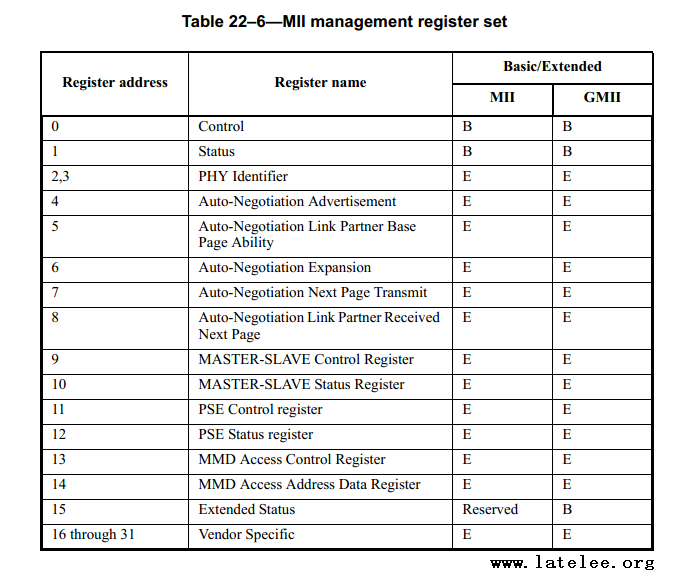 Table 22–6—MII management register set
Register address Register name Basic/Extended
MII GMII
0 Control B B
1 Status B B
2,3 PHY Identifier E E
4 Auto-Negotiation Advertisement E E
5 Auto-Negotiation Link Partner Base E E
Page Ability
6 Auto-Negotiation Expansion E E
7 Auto-Negotiation Next Page Transmit E E
8 Auto-Negotiation Link Partner Received E E
Next Page
9 MASTER-SLAVE Control Register E E
10 MASTER-SLAVE Status Register E E
11 PSE Control register E E
12 PSE Status register E E
13 MMD Access Control Register E E
14 MMD Access Address Data Register E E
15 Extended Status Reserved B
16 through 31 Vendor Specific E E
www.latelee.org